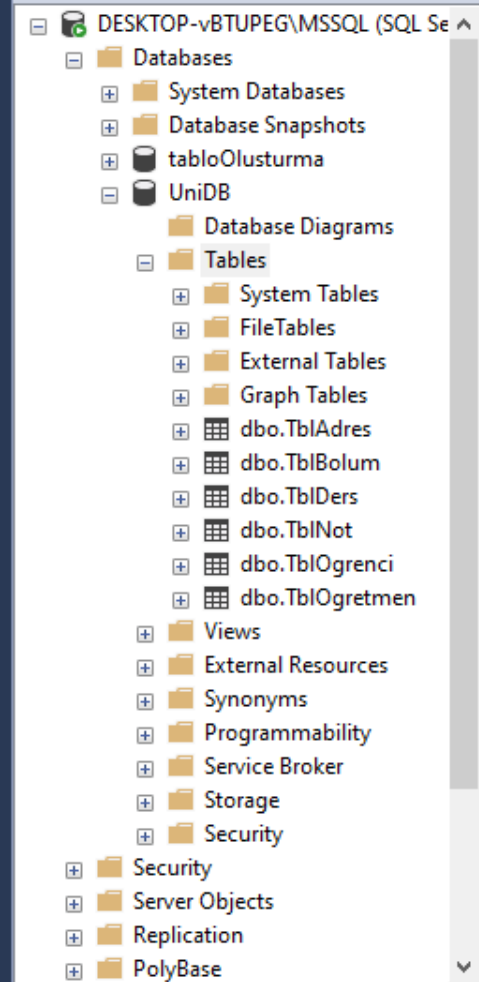 DESKTOP-vBTUPEG\MSSQL (SQL Se
Databases
System Databases
Database Snapshots
tabloOlusturma
UniDB
Database Diagrams
Tables
System Tables
FileTables
External Tables
Graph Tables
dbo.TblAdres
dbo.TblBolum
dbo.TblDers
dbo.TblNot
dbo.TblOgrenci
dbo.TblOgretmen
Views
External Resources
Synonyms
Programmability
Service Broker
Storage
Security
Security
Server Objects
Replication
PolyBase